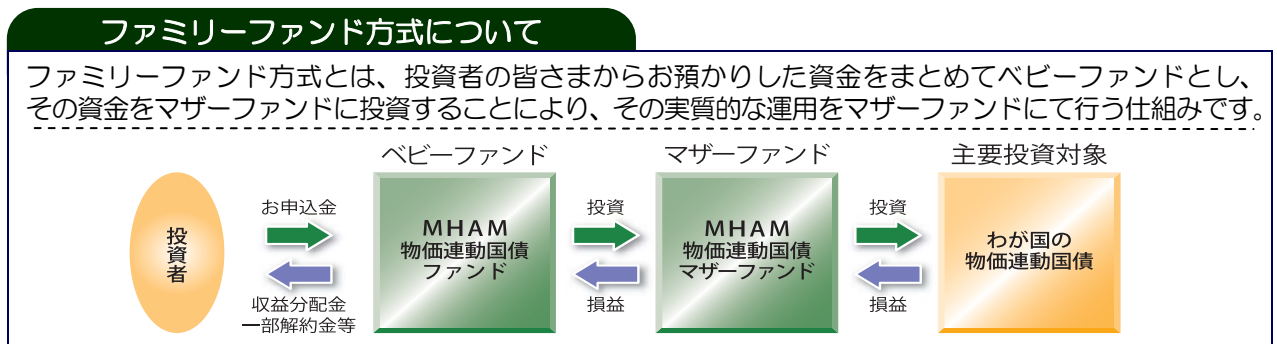 ファミリーファンド方式について
ファミリーファンド方式とは、投資者の皆さまからお預かりした資金をまとめてベビーファンドとし、
その資金をマザーファンドに投資することにより、その実質的な運用をマザーファンドにて行う仕組みです。
ベビーファンド
マザーファンド
主要投資対象
投資者
お申込金
収益分配金
一部解約金等
MHAM
物価連動国債
ファンド
投資
損益
MHAM
物価連動国債
マザーファンド
投資
損益
わが国の
物価連動国債